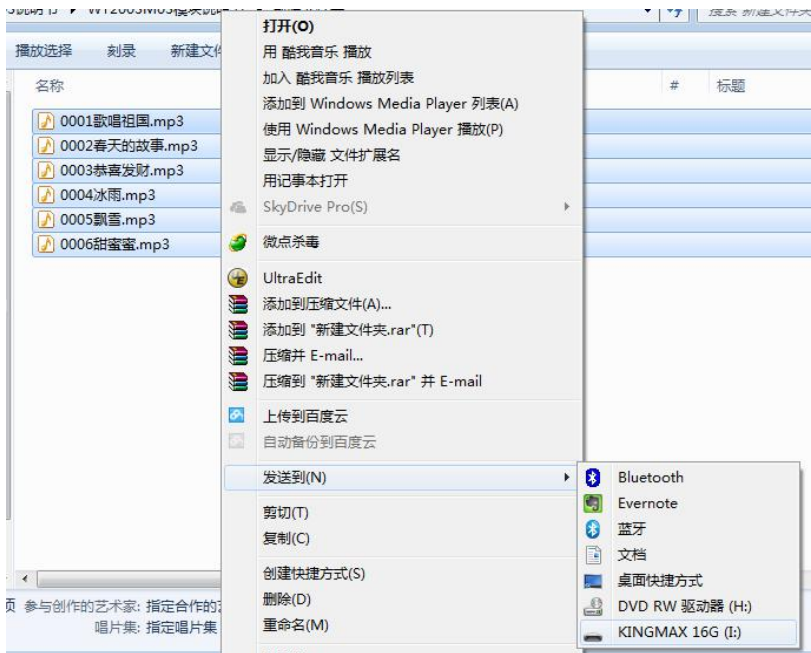 打开(O)
播放选择
刻录
新建文件
用 酷我音乐 播放
名称
#
标题
加入 酷我音乐 播放列表
添加到 Windows Media Player 列表(A)
使用 Windows Media Player 播放(P)
显示/隐藏 文件扩展名
用记事本打开
SkyDrive Pro(S)
0001歌唱祖国.mp3
0002春天的故事.mp3
0003恭喜发财.mp3
0004冰雨.mp3
0005飘雪.mp3
0006甜蜜蜜.mp3
微点杀毒
UltraEdit
添加到压缩文件(A)...
添加到 "新建文件夹.rar"(T)
压缩并 E-mail...
压缩到 "新建文件夹.rar" 并 E-mail
上传到百度云
自动备份到百度云
发送到(N)
剪切(T)
复制(C)
创建快捷方式(S)
删除(D)
重命名(M)
Bluetooth
Evernote
蓝牙
文档
桌面快捷方式
DVD RW 驱动器 (H:)
KINGMAX 16G (I:)
参与创作的艺术家: 指定合作的
唱片集: 指定唱片集